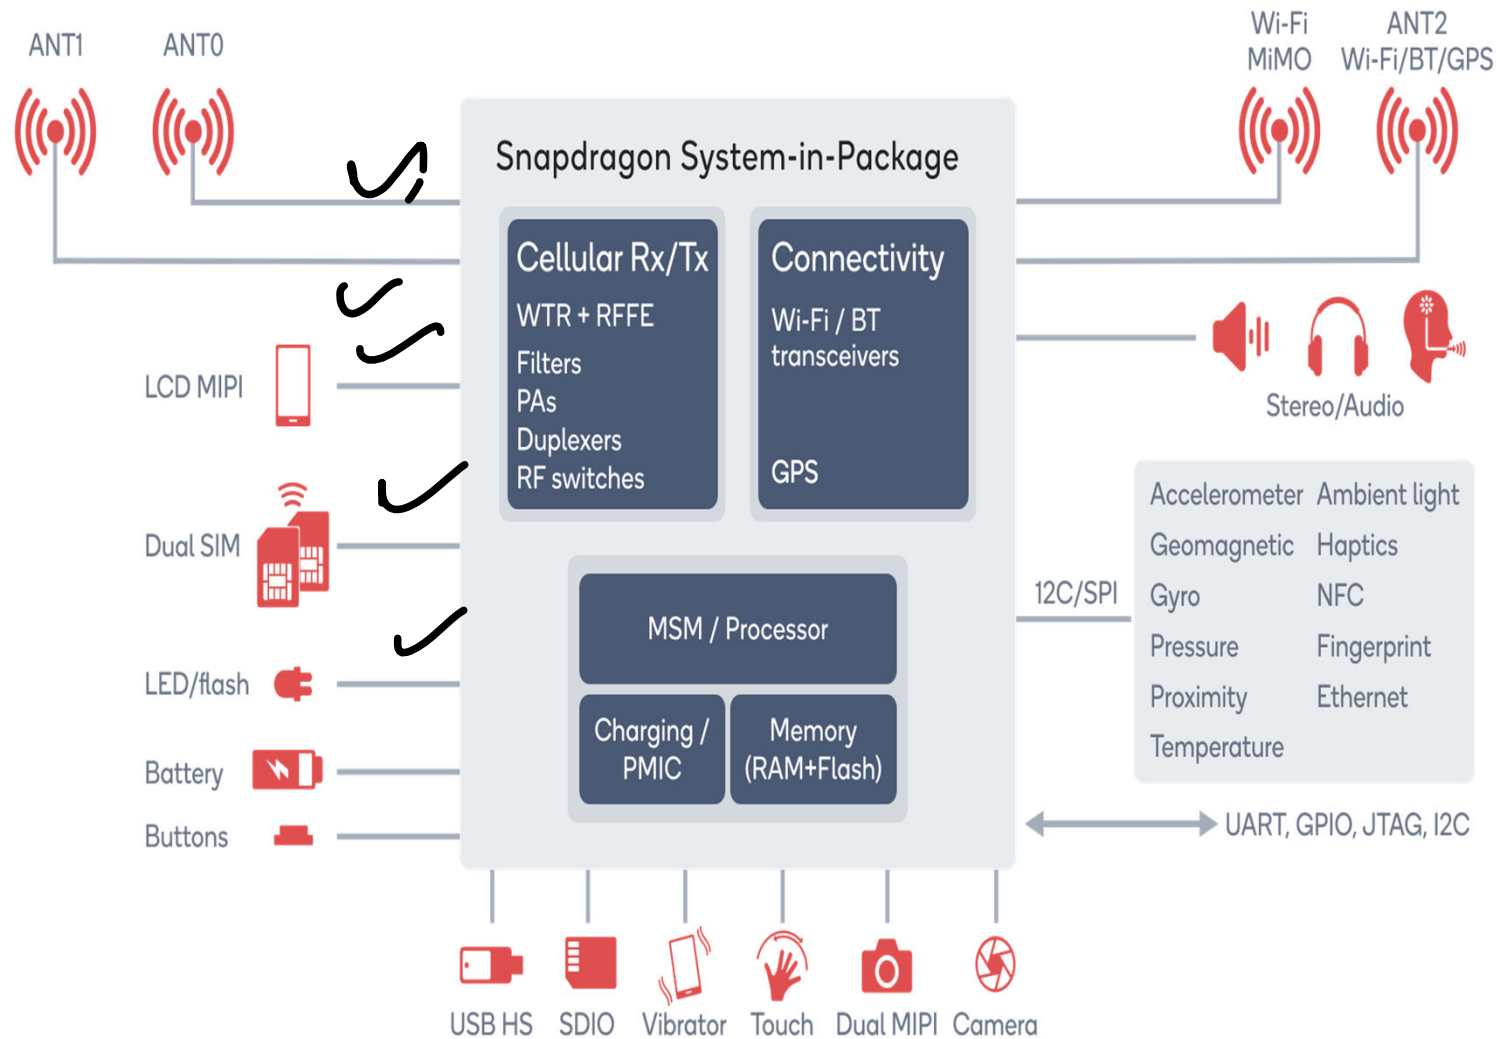 ANT1
ANT0
Wi-Fi
MiMO
ANT2
Wi-Fi/BT/GPS
Snapdragon System-in-Package
Cellular Rx/Tx
WTR + RFFE
Filters
PAs
Duplexers
RF switches
Connectivity
Wi-Fi / BT
transceivers
GPS
MSM / Processor
Charging /
PMIC
Memory
(RAM+Flash)
LCD MIPI
Dual SIM
LED/flash
Battery
Buttons
Stereo/Audio
12C/SPI
Accelerometer Ambient light
Geomagnetic Haptics
Gyro NFC
Pressure Fingerprint
Proximity Ethernet
Temperature
UART, GPIO, JTAG, I2C
USB HS
SDIO
Vibrator
Touch
Dual MIPI
Camera